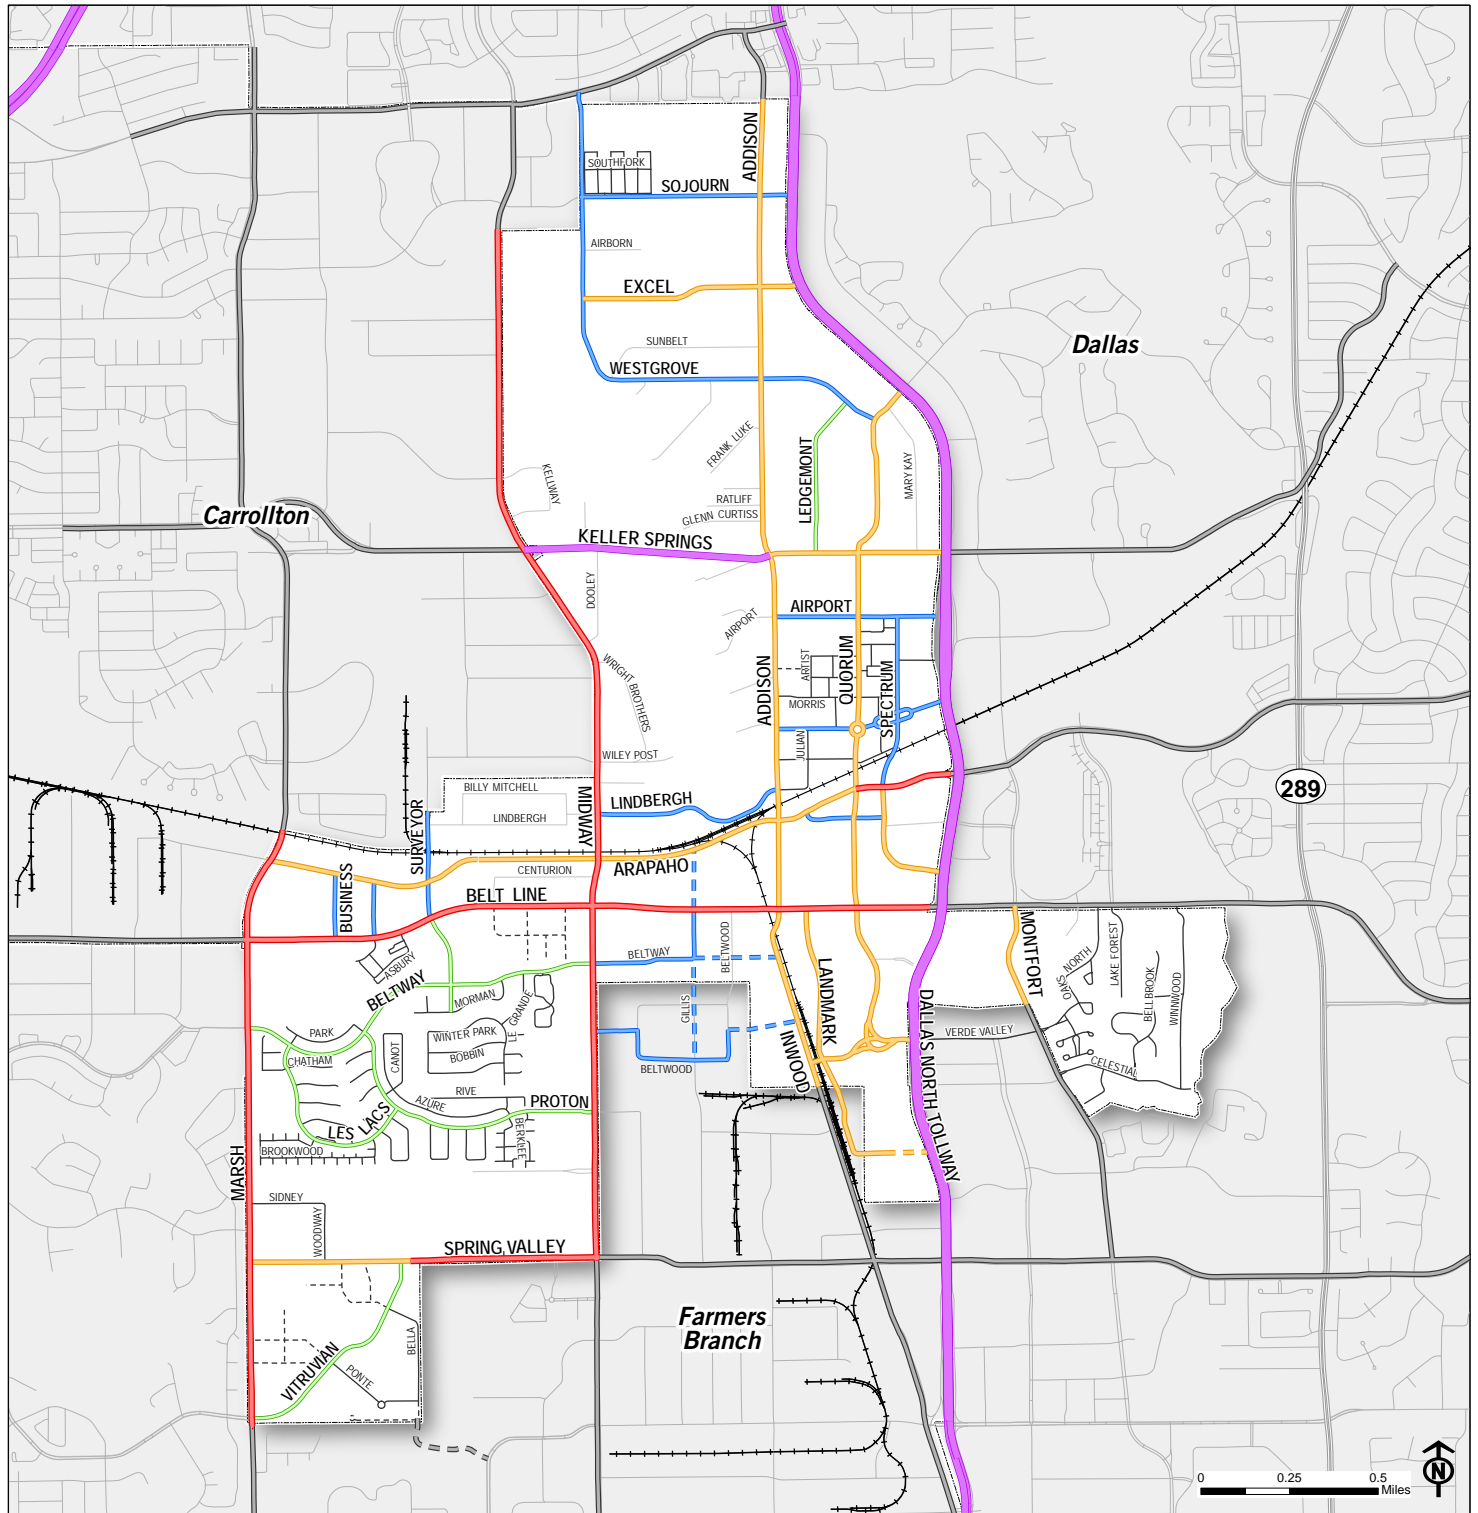 ADDISON
SOUTHFORK
SOJOURN
AIRBORN
EXCEL
SUNBELT
Dallas
WESTGROVE
FRANK LUKE
LEDGEMONT
MARY KAY
KELLWAY
RATLIFF
GLENN CURTISS
Carrollton
KELLER SPRINGS
DOOLEY
AIRPORT
AIRPORT
ARTIST
QUORUM
SPECTRUM
ADDISON
WRIGHT BROTHERS
MORRIS
JULIAN
WILEY POST
BILLY MITCHELL
289
MIDWAY
LINDBERGH
LINDBERGH
SURVEYOR
ARAPAHO
CENTURION
BUSINESS
BELT LINE
ASBURY
BELTWAY
BELTWAY
BELTWOOD
MONTFORT
OAKS NORTH
LAKE FOREST
BELLBROOK
WINNWOOD
MORMAN
LE GRANDE
GILLIS
LANDMARK
DALLAS NORTH TOLLWAY
PARK
WINTER PARK
VERDE VALLEY
CHATHAM
CANOT
BOBBIN
BELTWOOD
INWOOD
CELESTIAL
RIVE
AZURE
PROTON
LES LACS
BERKLEE
BROOKWOOD
MARSH
SIDNEY
WOODWAY
SPRING VALLEY
Farmers
Branch
BELLA
VITRUVIAN
PONTE
N
0 0.25 0.5
Miles